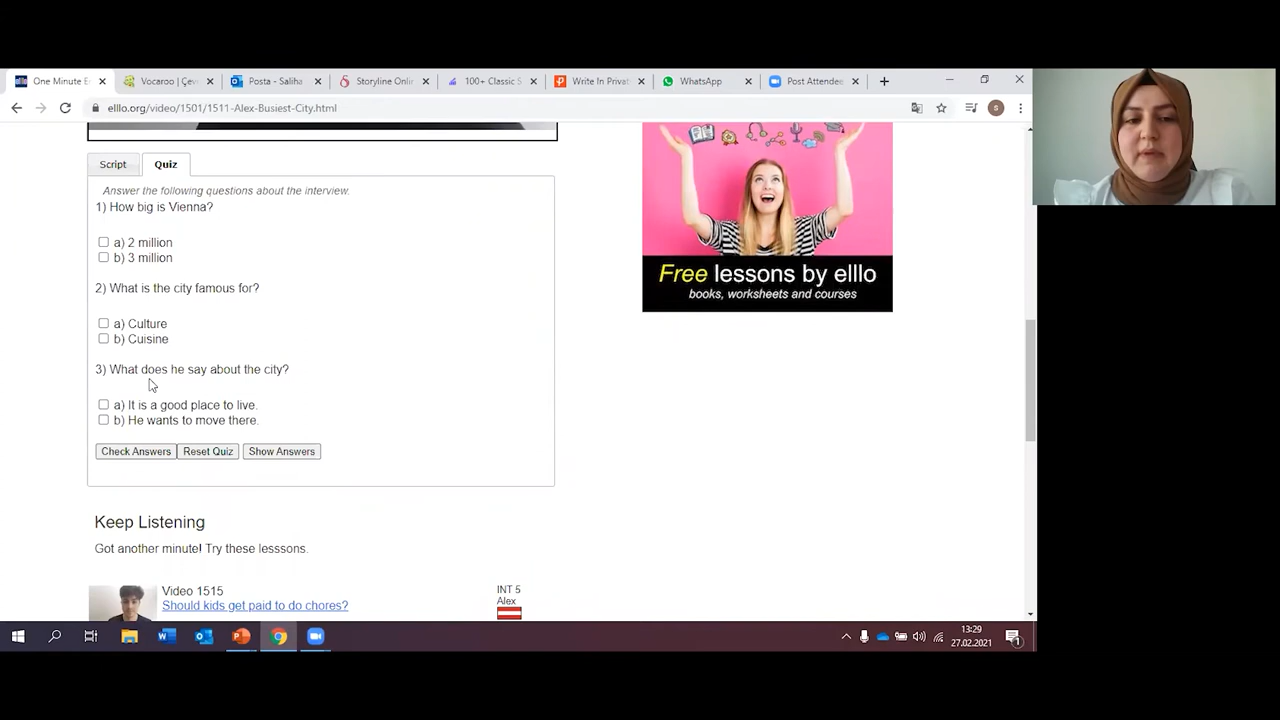 One Minute E
Vocaroo | Çev
Posta - Saliha
Storyline Onli
100+ Classic S
Write In Privat
WhatsApp
Post Attende
elllo.org/video/1501/1511-Alex-Busiest-City.html
Script
Quiz
Answer the following questions about the interview.
1) How big is Vienna?
a) 2 million
b) 3 million
2) What is the city famous for?
a) Culture
b) Cuisine
3) What does he say about the city?
a) It is a good place to live.
b) He wants to move there.
Check Answers
Reset Quiz
Show Answers
Free lessons by elllo
books, worksheets and courses
Keep Listening
Got another minute! Try these lesssons.
Video 1515
Should kids get paid to do chores?
INT 5
Alex
13:29
27.02.2021